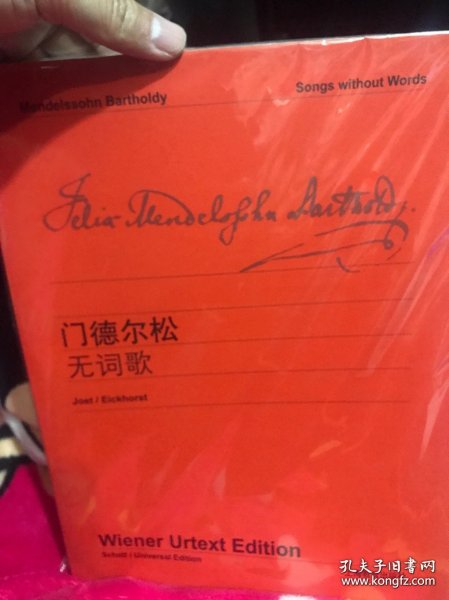 Mendelssohn Bartholdy
Songs without Words
Felix Mendelssohn Bartholdy.
门德尔松
无词歌
Jost / Eickhorst
Wiener Urtext Edition
Schott / Universal Edition
孔夫子旧书网
www.kongfz.com